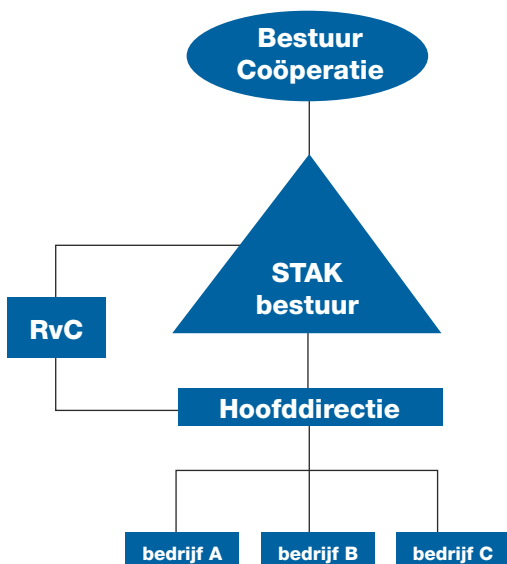 Bestuur
Coöperatie
STAK
bestuur
RvC
Hoofddirectie
bedrijf A
bedrijf B
bedrijf C